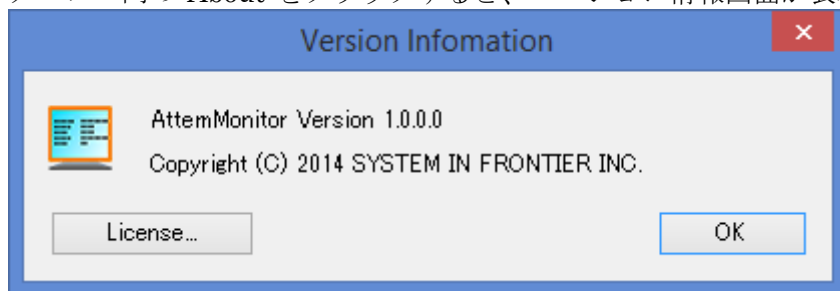 Version Infomation
AttemMonitor Version 1.0.0.0
Copyright (C) 2014 SYSTEM IN FRONTIER INC.
License...
OK